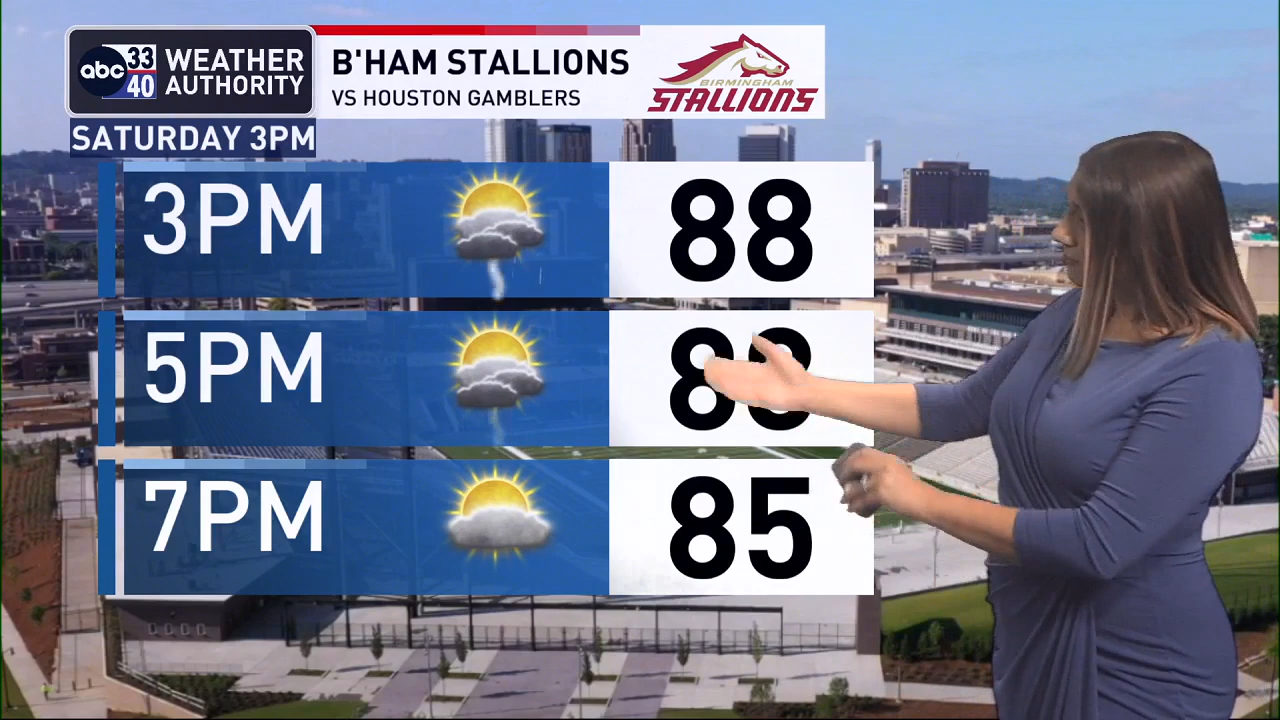 abc 33 40
WEATHER AUTHORITY
B'HAM STALLIONS
VS HOUSTON GAMBLERS
BIRMINGHAM
STALLIONS
SATURDAY 3PM
3PM 88
5PM 88
7PM 85